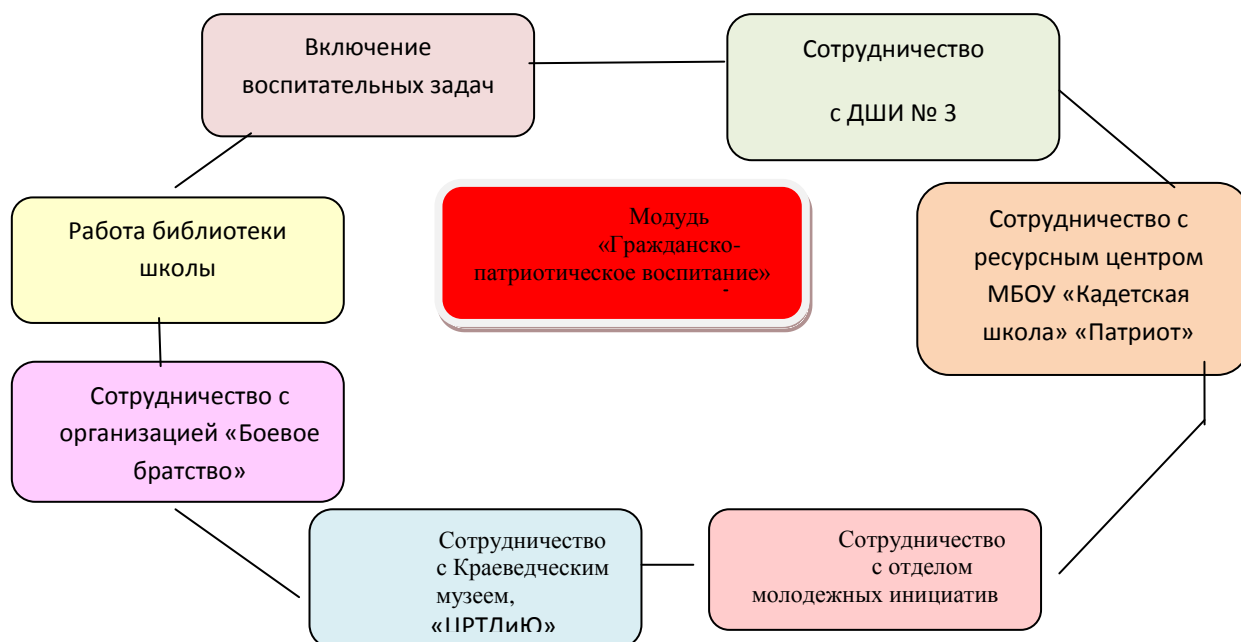 Включение
воспитательных задач
Сотрудничество
с ДШИ № 3
Работа библиотеки
школы
Модудь
«Гражданско-
патриотическое воспитание»
Сотрудничество с
ресурсным центром
МБОУ «Кадетская
школа» «Патриот»
Сотрудничество с
организацией «Боевое
братство»
Сотрудничество
с Краеведческим
музеем,
«ЦРТДиЮ»
Сотрудничество
с отделом
молодежных инициатив